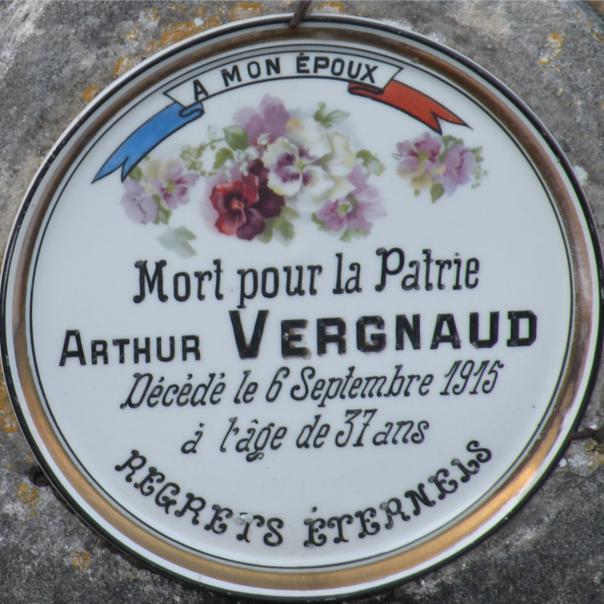 A MON ÉPOUX
Mort pour la Patrie
ARTHUR VERGNAUD
Décédé le 6 Septembre 1915
à l'âge de 37 ans
REGRETS ÉTERNELS